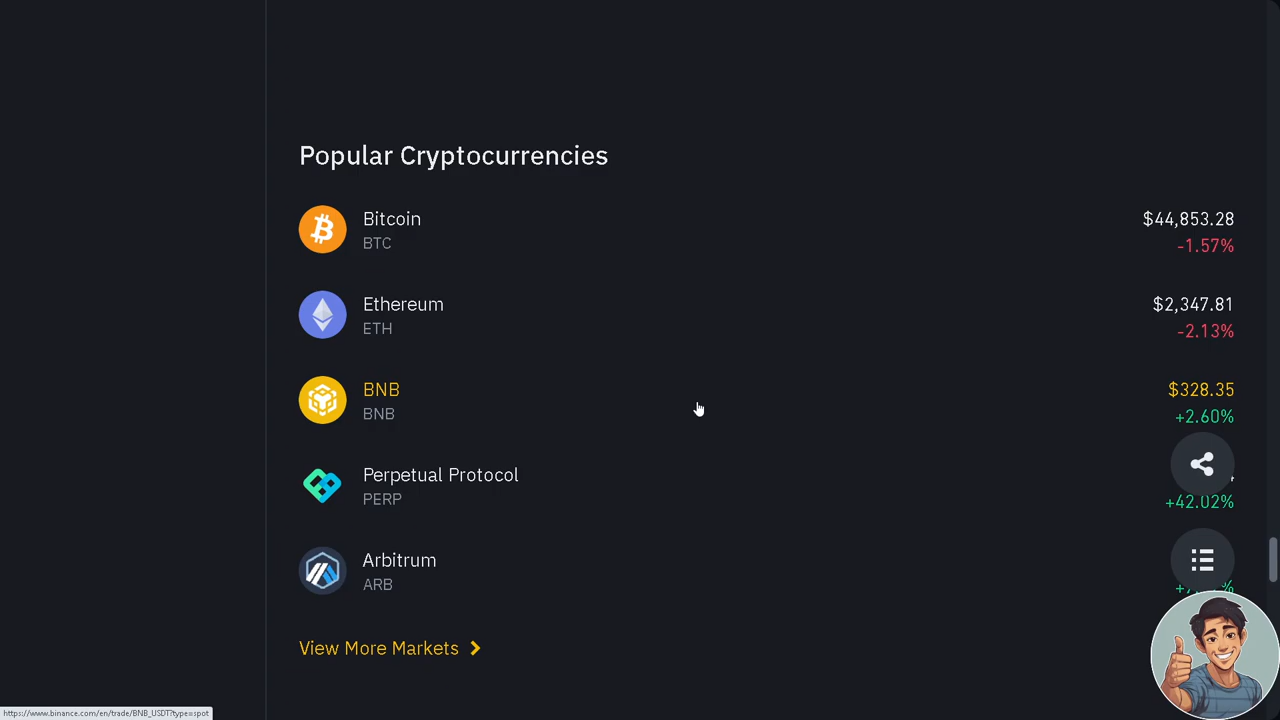 Popular Cryptocurrencies
Bitcoin
$44,853.28
BTC
-1.57%
Ethereum
$2,347.81
ETH
-2.13%
BNB
$328.35
BNB
+2.60%
Perpetual Protocol
PERP
+42.02%
Arbitrum
ARB
View More Markets
https://www.binance.com/en/trade/BNB_USDT?type=spot